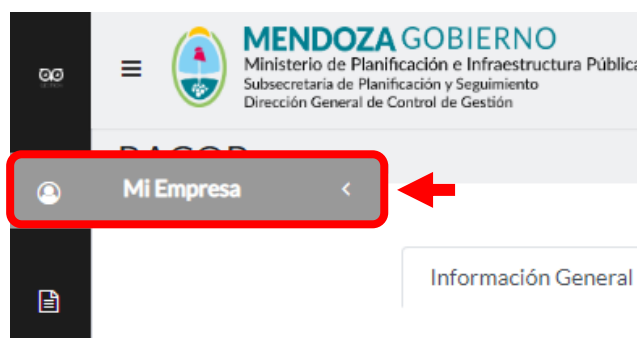 MENDOZA GOBIERNO
Ministerio de Planificación e Infraestructura Pública
Subsecretaría de Planificación y Seguimiento
Dirección General de Control de Gestión
Mi Empresa
Información General